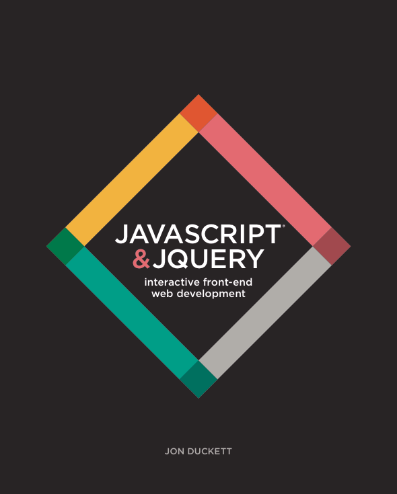 JAVASCRIPT®
& JQUERY
interactive front-end
web development
JON DUCKETT